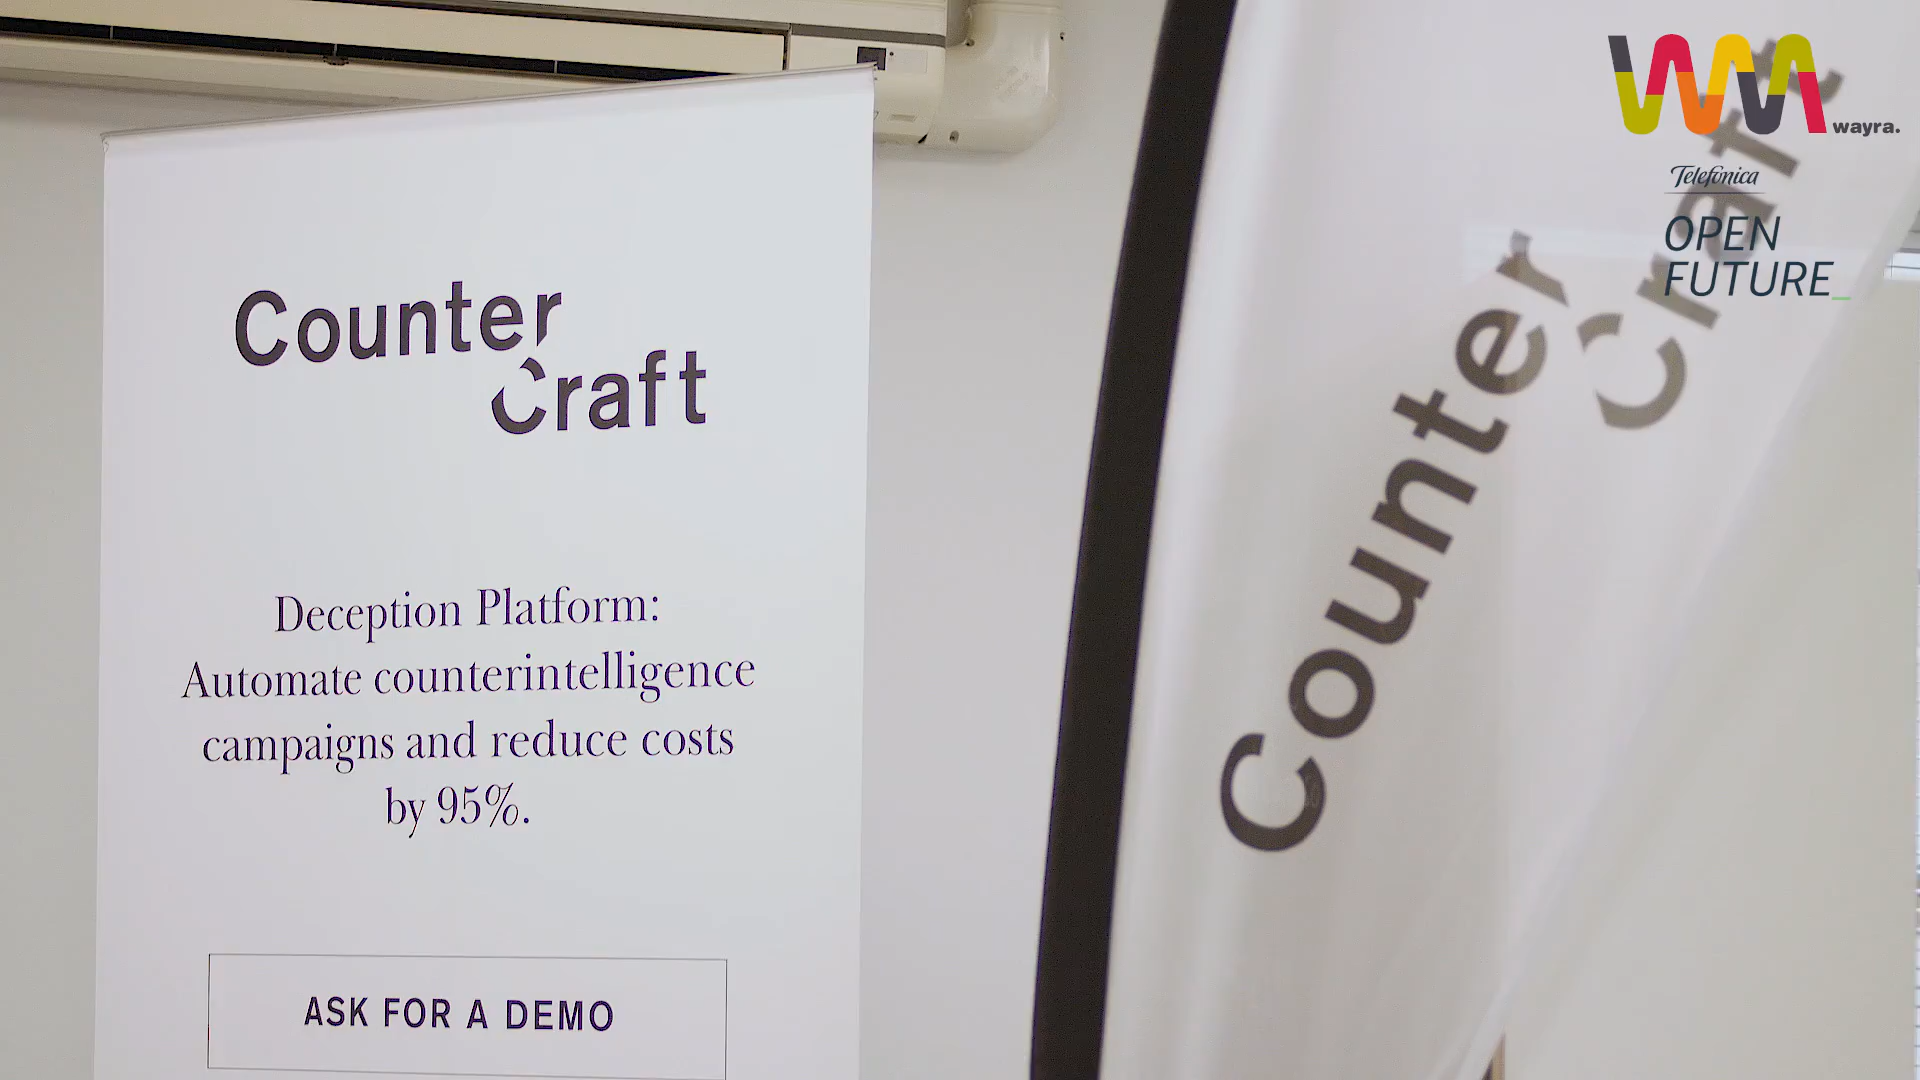 Counter
Craft
Deception Platform:
Automate counterintelligence
campaigns and reduce costs
by 95%.
ASK FOR A DEMO
Counter
Craft
wayra.
Telefónica
OPEN
FUTURE_